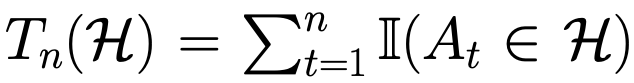 $T_n(\mathcal{H}) = \sum_{t=1}^{n} \mathbb{I}(A_t \in \mathcal{H})$